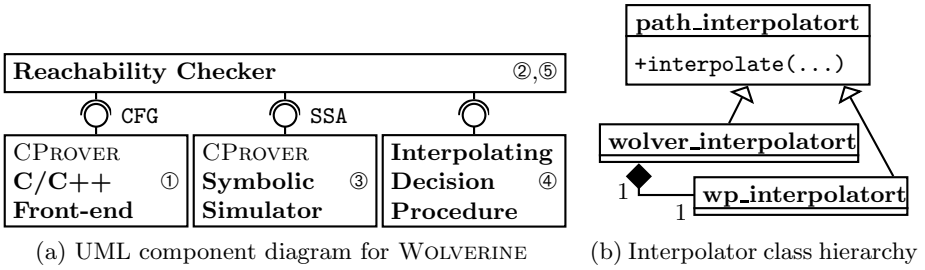 Reachability Checker ②,⑤
CFG
SSA
CPROVER
C/C++ ①
Front-end
CPROVER
Symbolic ③
Simulator
Interpolating
Decision ④
Procedure
(a) UML component diagram for WOLVERINE
path_interpolatort
+interpolate(...)
wolver_interpolatort
1
1
wp_interpolatort
(b) Interpolator class hierarchy